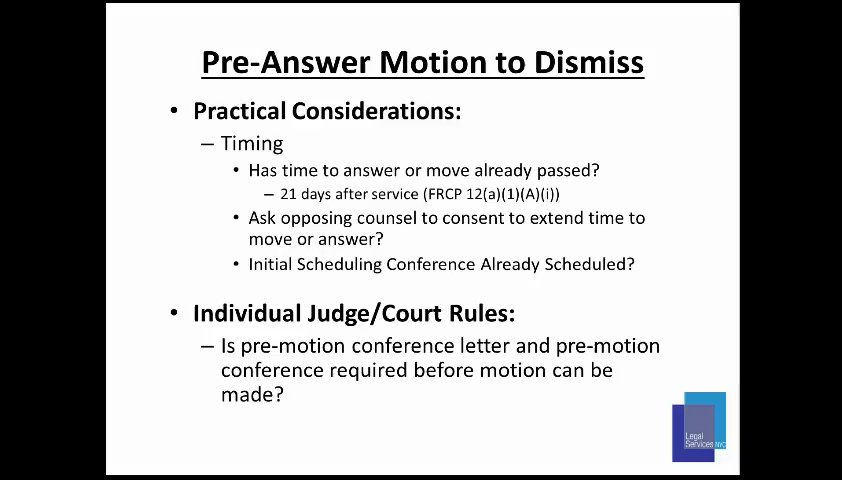 Pre-Answer Motion to Dismiss
• Practical Considerations:
– Timing
• Has time to answer or move already passed?
– 21 days after service (FRCP 12(a)(1)(A)(i))
• Ask opposing counsel to consent to extend time to
move or answer?
• Initial Scheduling Conference Already Scheduled?
• Individual Judge/Court Rules:
– Is pre-motion conference letter and pre-motion
conference required before motion can be
made?
Legal
Services NYC